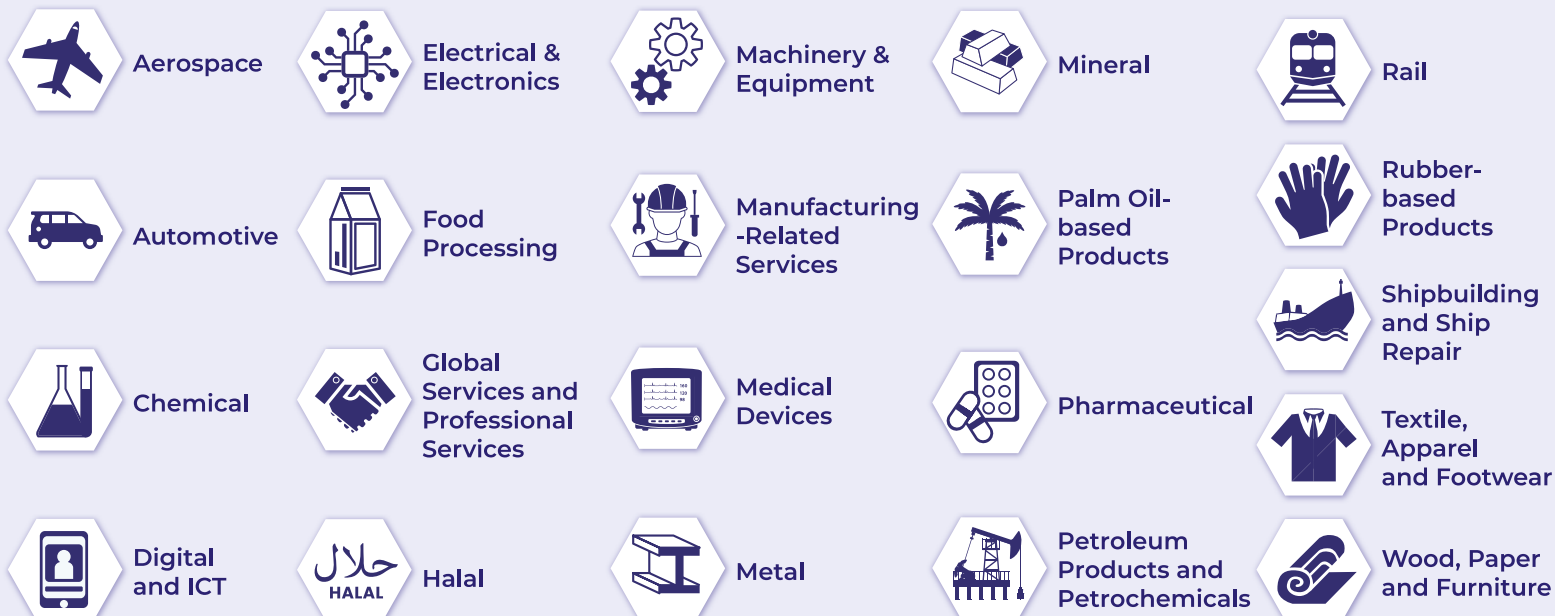 Aerospace
Electrical &
Electronics
Machinery &
Equipment
Mineral
Rail
Automotive
Food
Processing
Manufacturing
-Related
Services
Palm Oil-
based
Products
Rubber-
based
Products
Shipbuilding
and Ship
Repair
Chemical
Global
Services and
Professional
Services
Medical
Devices
Pharmaceutical
Textile,
Apparel
and Footwear
Digital
and ICT
حلال
HALAL
Halal
Metal
Petroleum
Products and
Petrochemicals
Wood, Paper
and Furniture